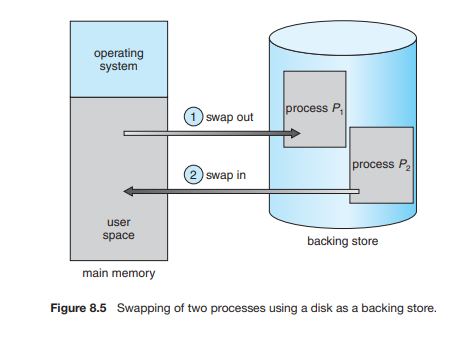 operating
system
process P1
1 swap out
process P2
2 swap in
user
space
backing store
main memory
Figure 8.5 Swapping of two processes using a disk as a backing store.